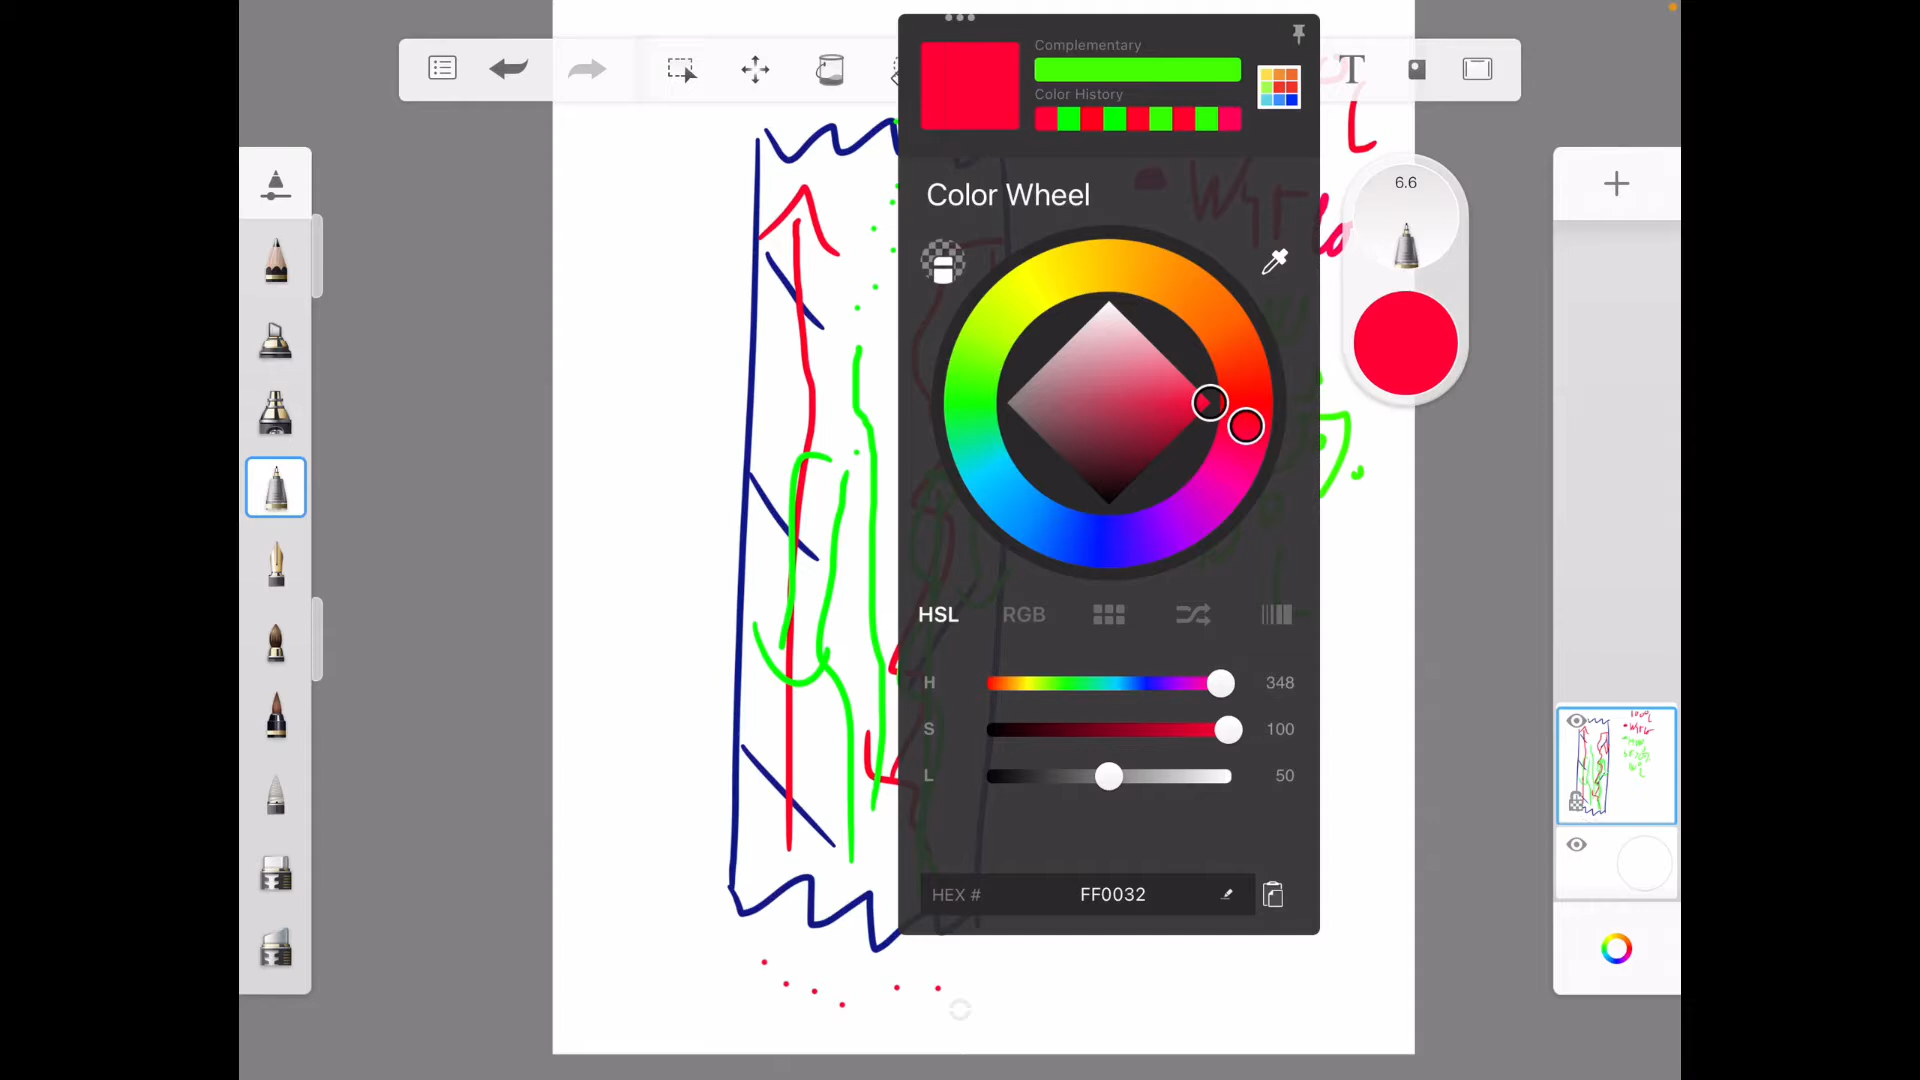 Complementary
Color History
T
6.6
Color Wheel
HSL
RGB
H
348
S
100
L
50
HEX #
FF0032